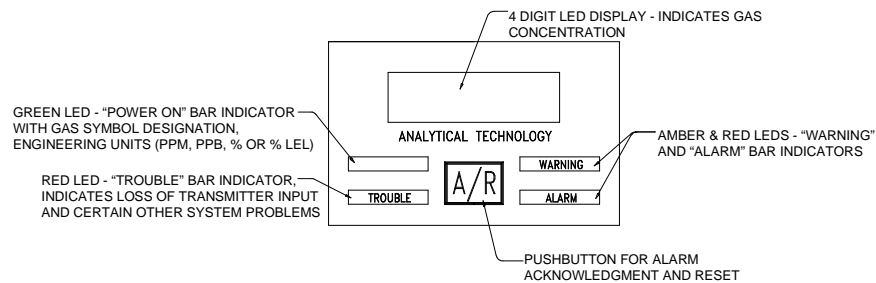 4 DIGIT LED DISPLAY - INDICATES GAS
CONCENTRATION
GREEN LED - “POWER ON” BAR INDICATOR
WITH GAS SYMBOL DESIGNATION,
ENGINEERING UNITS (PPM, PPB, % OR % LEL)
RED LED - “TROUBLE” BAR INDICATOR,
INDICATES LOSS OF TRANSMITTER INPUT
AND CERTAIN OTHER SYSTEM PROBLEMS
ANALYTICAL TECHNOLOGY
WARNING
A/R
TROUBLE
ALARM
AMBER & RED LEDS - “WARNING”
AND “ALARM” BAR INDICATORS
PUSHBUTTON FOR ALARM
ACKNOWLEDGMENT AND RESET